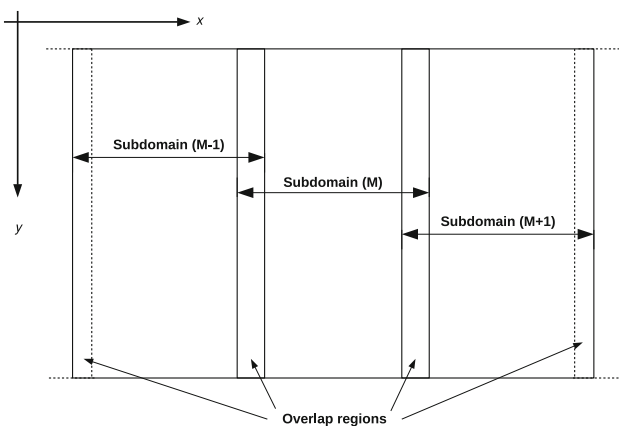 x
Subdomain (M-1)
Subdomain (M)
Subdomain (M+1)
y
Overlap regions